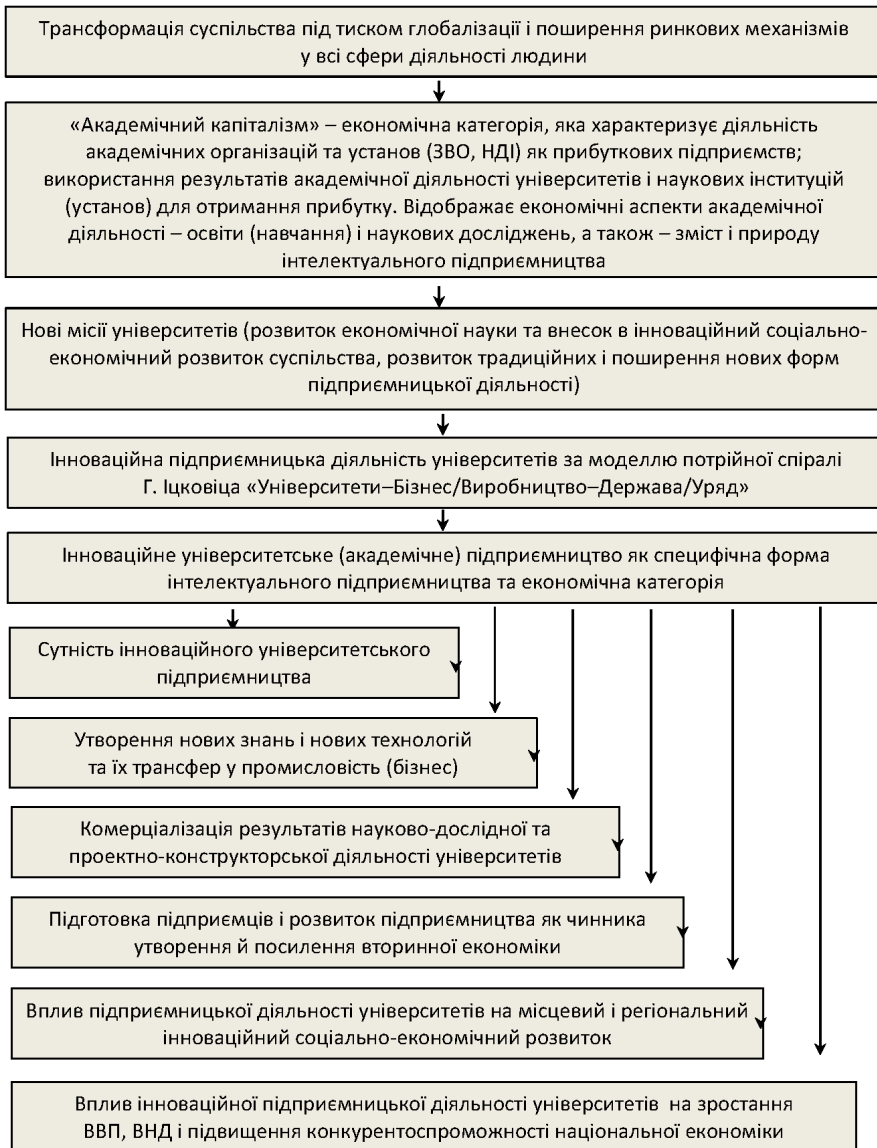 Трансформація суспільства під тиском глобалізації і поширення ринкових механізмів
у всі сфери діяльності людини
«Академічний капіталізм» – економічна категорія, яка характеризує діяльність
академічних організацій та установ (ЗВО, НДІ) як прибуткових підприємств;
використання результатів академічної діяльності університетів і наукових інституцій
(установ) для отримання прибутку. Відображає економічні аспекти академічної
діяльності – освіти (навчання) і наукових досліджень, а також – зміст і природу
інтелектуального підприємництва
Нові місії університетів (розвиток економічної науки та внесок в інноваційний соціально-
економічний розвиток суспільства, розвиток традиційних і поширення нових форм
підприємницької діяльності)
Інноваційна підприємницька діяльність університетів за моделлю потрійної спіралі
Г. Іцковіца «Університети–Бізнес/Виробництво–Держава/Уряд»
Інноваційне університетське (академічне) підприємництво як специфічна форма
інтелектуального підприємництва та економічна категорія
Сутність інноваційного університетського
підприємництва
Утворення нових знань і нових технологій
та їх трансфер у промисловість (бізнес)
Комерціалізація результатів науково-дослідної та
проектно-конструкторської діяльності університетів
Підготовка підприємців і розвиток підприємництва як чинника
утворення й посилення вторинної економіки
Вплив підприємницької діяльності університетів на місцевий і регіональний
інноваційний соціально-економічний розвиток
Вплив інноваційної підприємницької діяльності університетів на зростання
ВВП, ВНД і підвищення конкурентоспроможності національної економіки